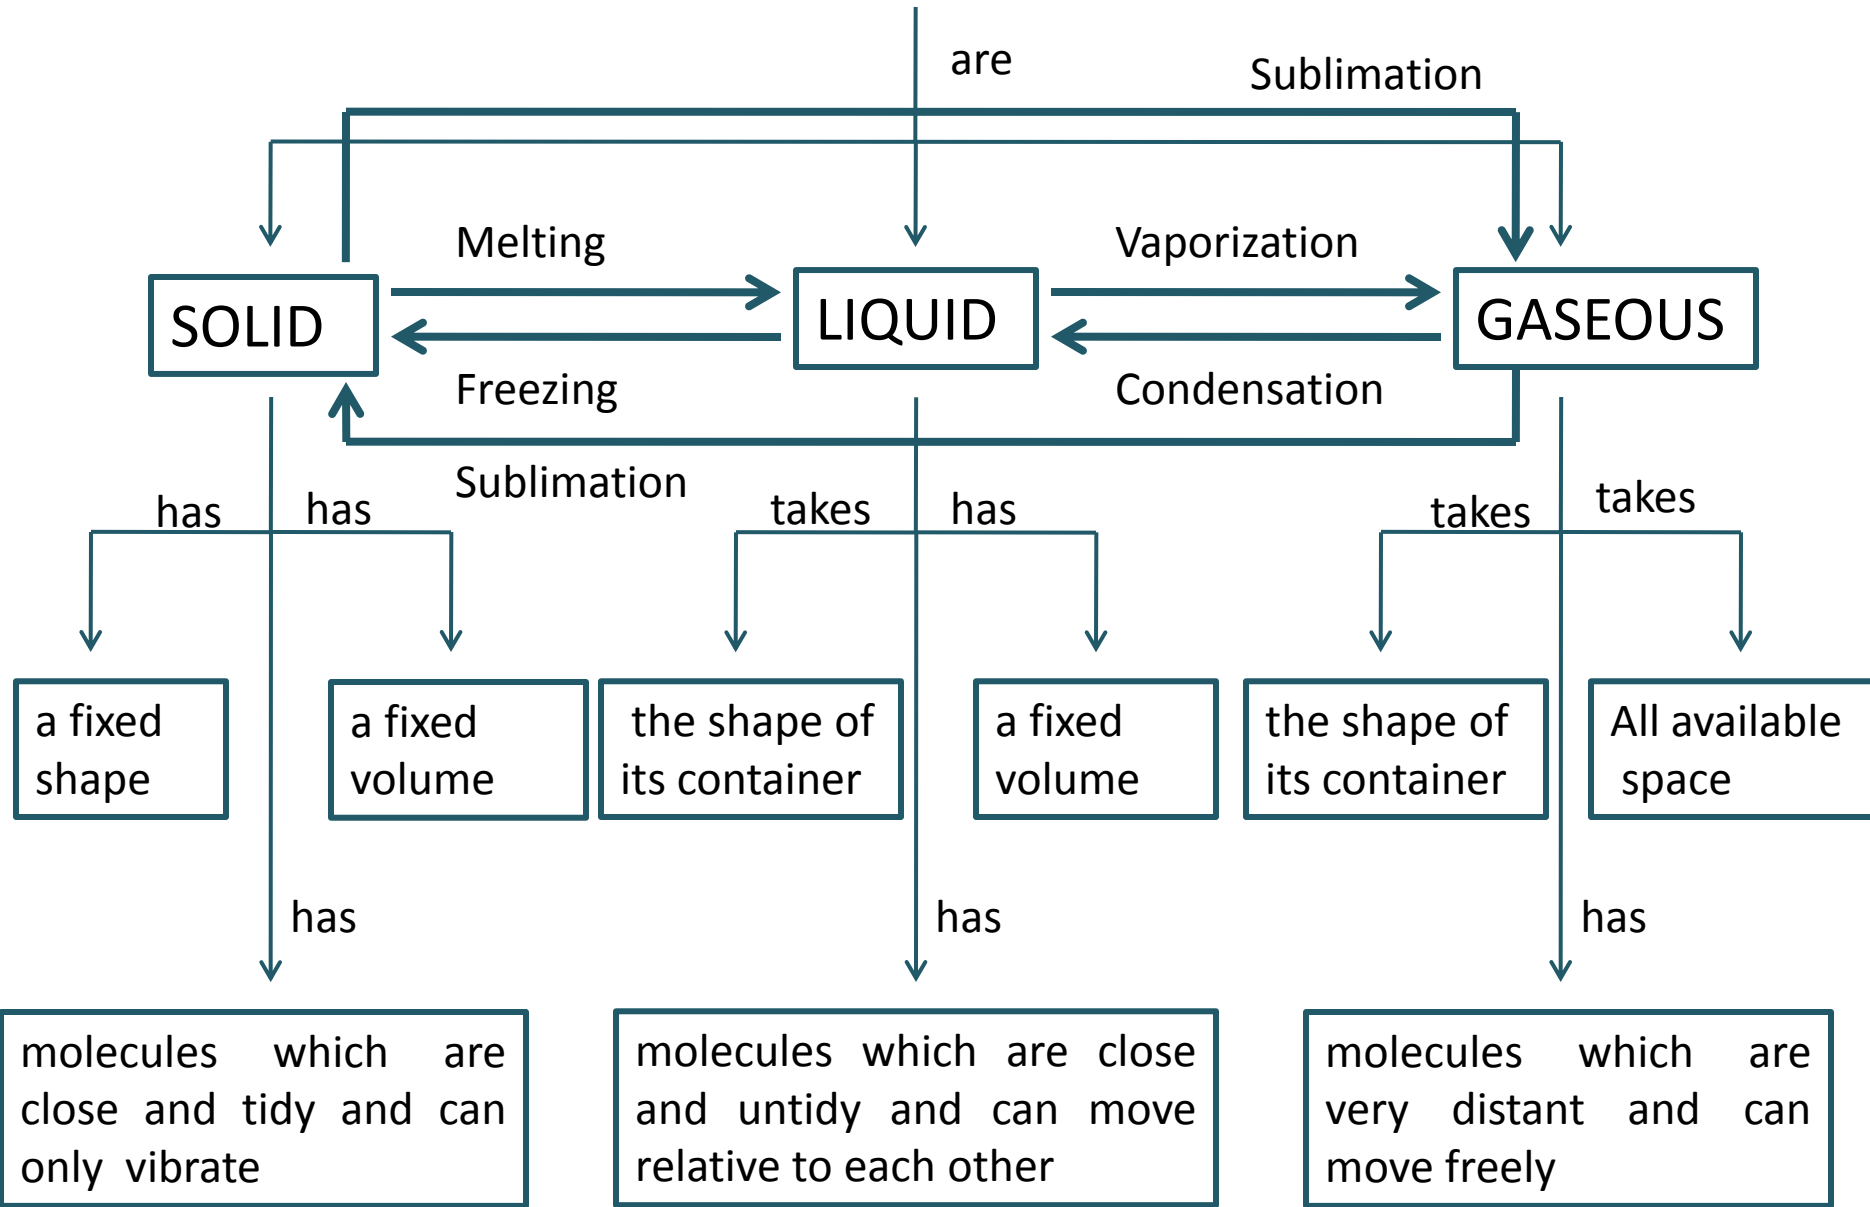 are
Sublimation
Melting
Vaporization
SOLID
LIQUID
GASEOUS
Freezing
Condensation
Sublimation
has
has
takes
has
takes
takes
a fixed
shape
a fixed
volume
the shape of
its container
a fixed
volume
the shape of
its container
All available
space
has
has
has
molecules which are
close and tidy and can
only vibrate
molecules which are close
and untidy and can move
relative to each other
molecules which are
very distant and can
move freely